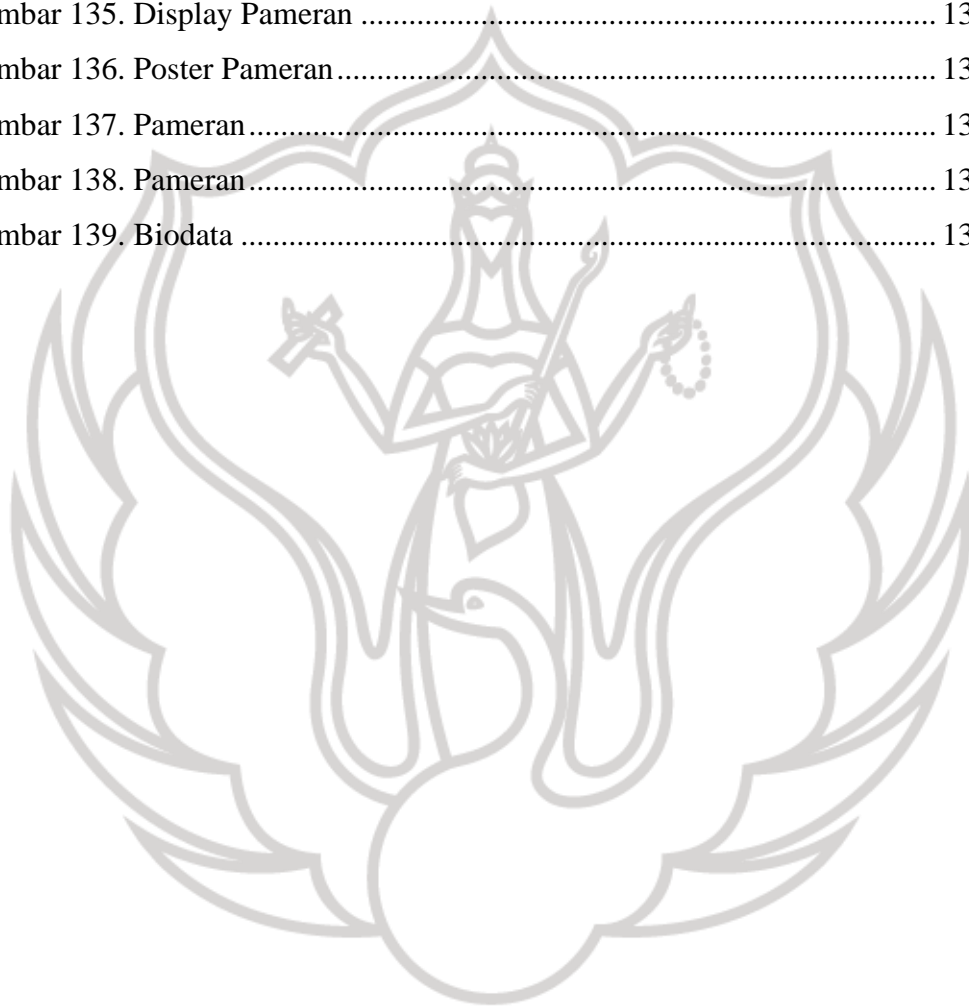 mbar 135. Display Pameran ........................................................................ 13
mbar 136. Poster Pameran ........................................................................... 13
mbar 137. Pameran ...................................................................................... 13
mbar 138. Pameran ...................................................................................... 13
mbar 139. Biodata ....................................................................................... 13